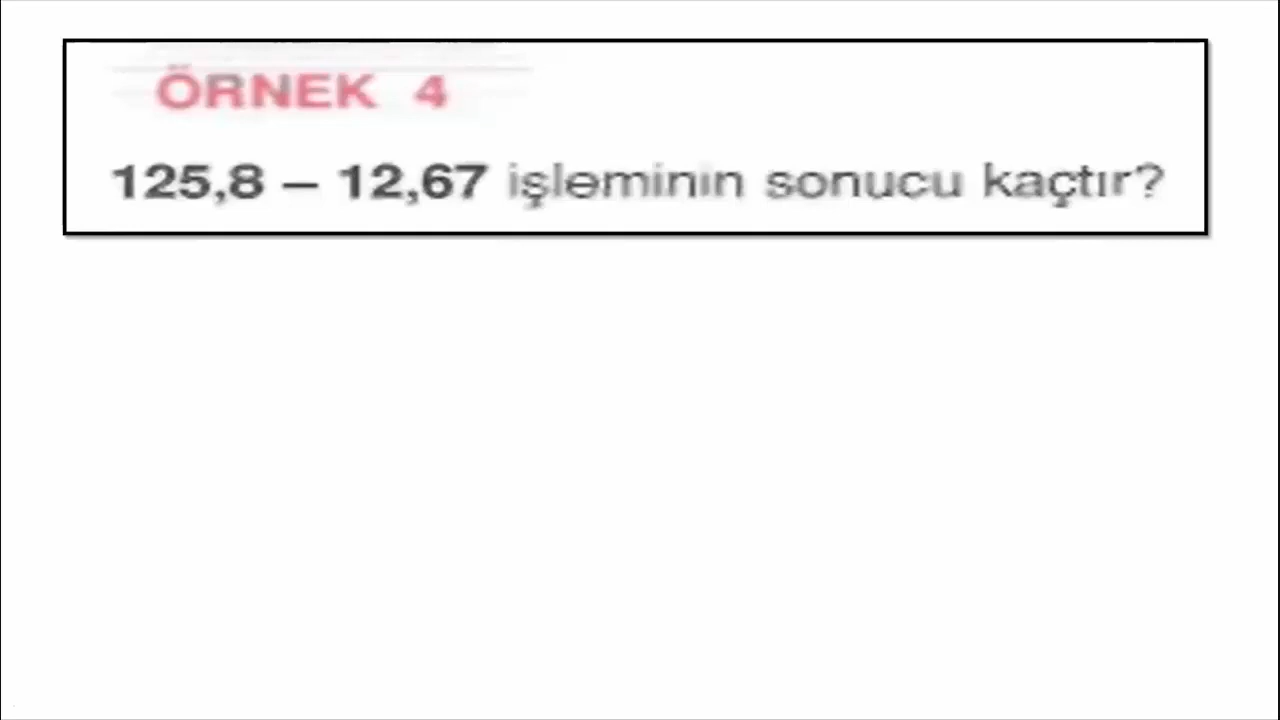 ÖRNEK 4
125,8 – 12,67 işleminin sonucu kaçtır?